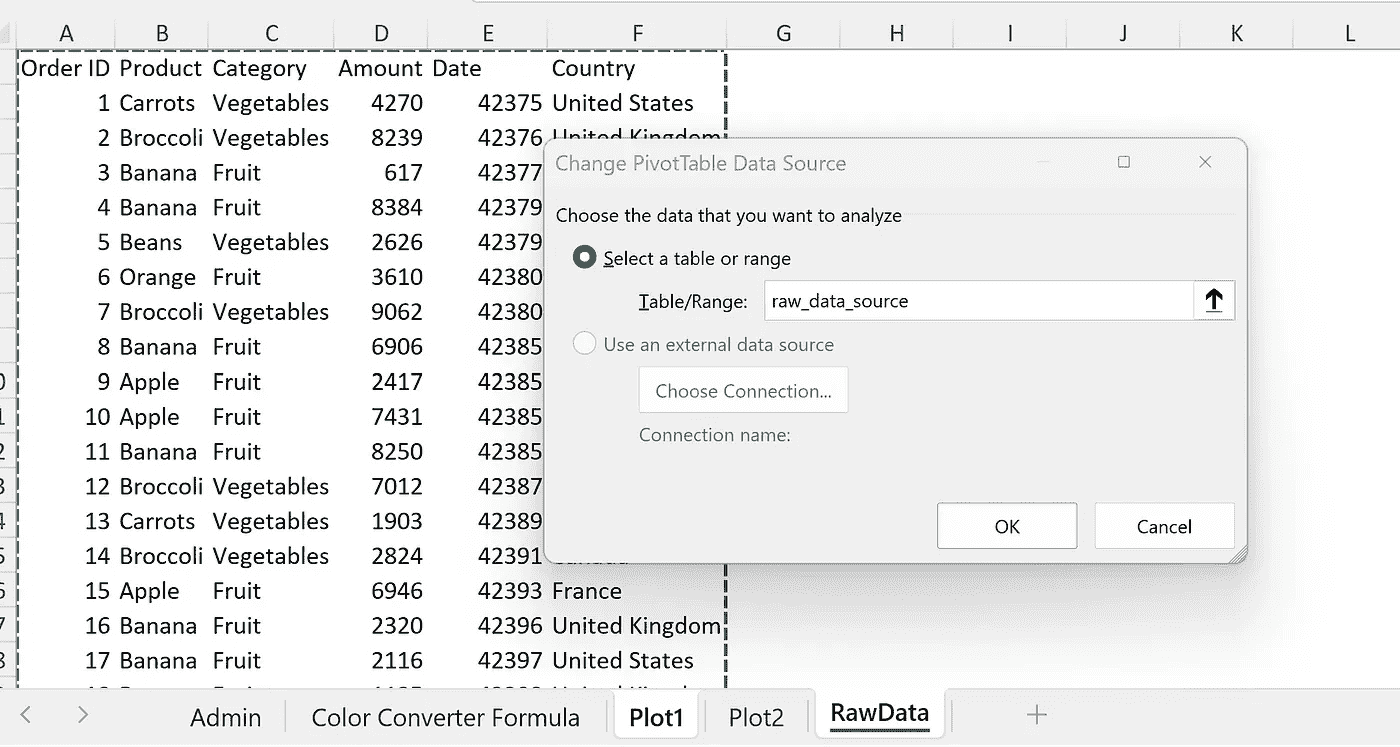 A B C D E F G H I J K L
Order ID Product Category Amount Date Country
1 Carrots Vegetables 4270 42375 United States
2 Broccoli Vegetables 8239 42376 United Kingdom
3 Banana Fruit 617 42377
Change PivotTable Data Source
4 Banana Fruit 8384 42379
Choose the data that you want to analyze
5 Beans Vegetables 2626 42379
Select a table or range
6 Orange Fruit 3610 42380
Table/Range: raw_data_source
7 Broccoli Vegetables 9062 42380
8 Banana Fruit 6906 42385
Use an external data source
9 Apple Fruit 2417 42385
Choose Connection...
10 Apple Fruit 7431 42385
Connection name:
11 Banana Fruit 8250 42385
12 Broccoli Vegetables 7012 42387
13 Carrots Vegetables 1903 42389
OK Cancel
14 Broccoli Vegetables 2824 42391
15 Apple Fruit 6946 42393 France
16 Banana Fruit 2320 42396 United Kingdom
17 Banana Fruit 2116 42397 United States
Admin Color Converter Formula Plot1 Plot2 RawData